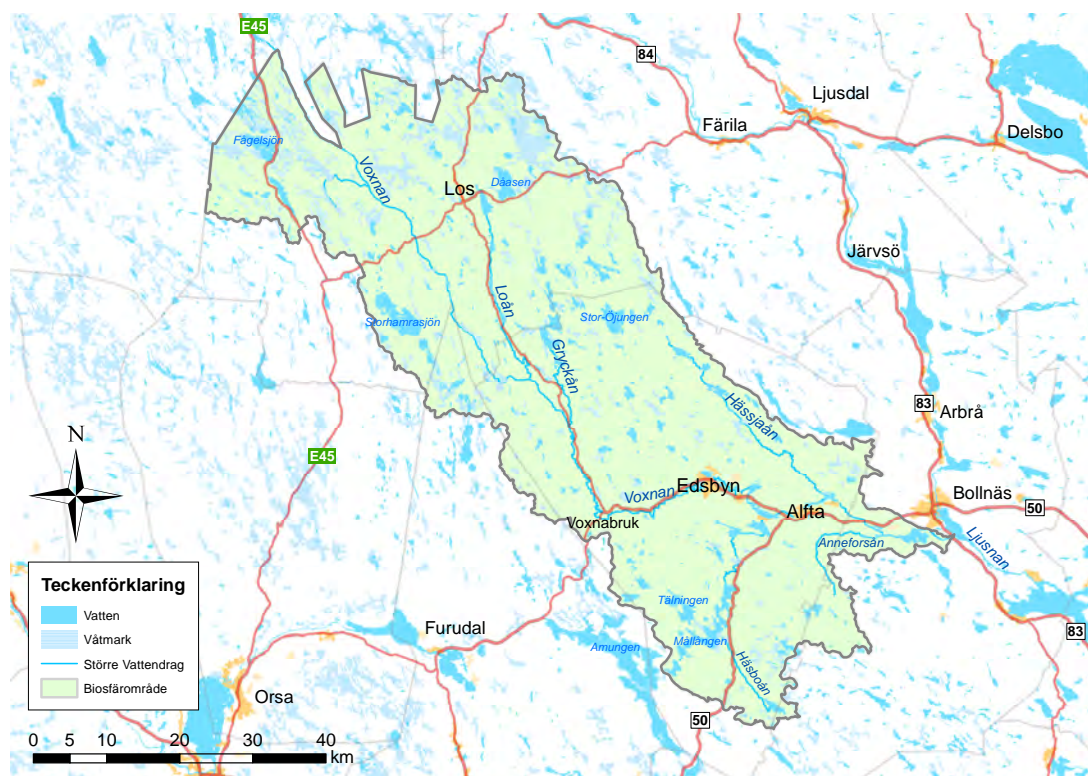 E45
84
Ljusdal
Färila
Delsbo
Fågelsjön
Voxnan
Los
Dåasen
Järvsö
Loån
Storhamrasjön
Stor-Öjungen
Gryckån
Hässjaån
83
Arbrå
E45
N
Voxnan
Edsbyn
Alfta
Bollnäs
50
Voxnabruk
Anneforsån
Ljusnan
Teckenförklaring
Vatten
Våtmark
Större Vattendrag
Biosfärområde
Tälningen
Furudal
Amungen
Mållången
83
Häsboån
Orsa
50
0 5 10 20 30 40
km